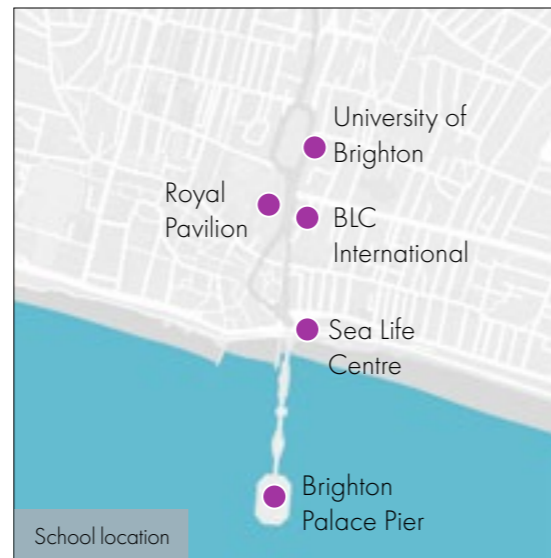 University of
Brighton
Royal
Pavilion
BLC
International
Sea Life
Centre
Brighton
Palace Pier
School location